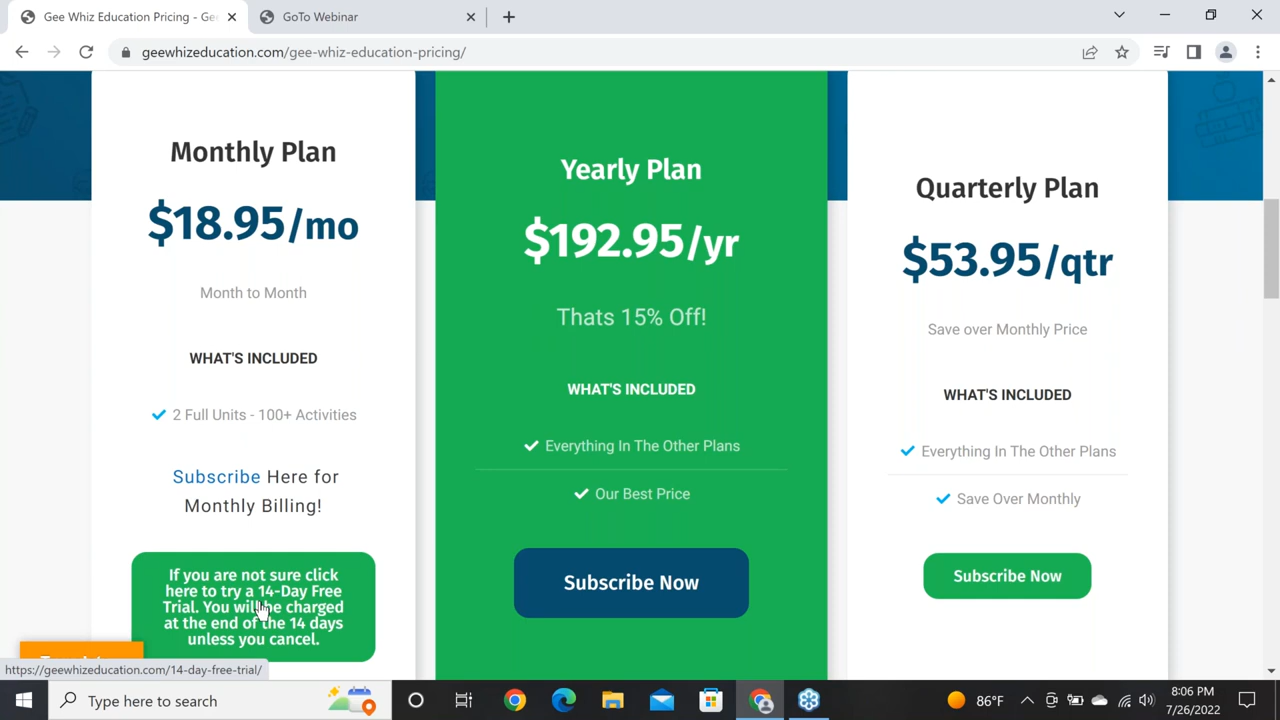 Gee Whiz Education Pricing - Ge
GoTo Webinar
geewhizeducation.com/gee-whiz-education-pricing/
Monthly Plan
$18.95/mo
Month to Month
WHAT'S INCLUDED
2 Full Units - 100+ Activities
Subscribe Here for
Monthly Billing!
If you are not sure click
here to try a 14-Day Free
Trial. You will be charged
at the end of the 14 days
unless you cancel.
Yearly Plan
$192.95/yr
Thats 15% Off!
WHAT'S INCLUDED
Everything In The Other Plans
Our Best Price
Subscribe Now
Quarterly Plan
$53.95/qtr
Save over Monthly Price
WHAT'S INCLUDED
Everything In The Other Plans
Save Over Monthly
Subscribe Now
https://geewhizeducation.com/14-day-free-trial/
Type here to search
86°F
8:06 PM
7/26/2022